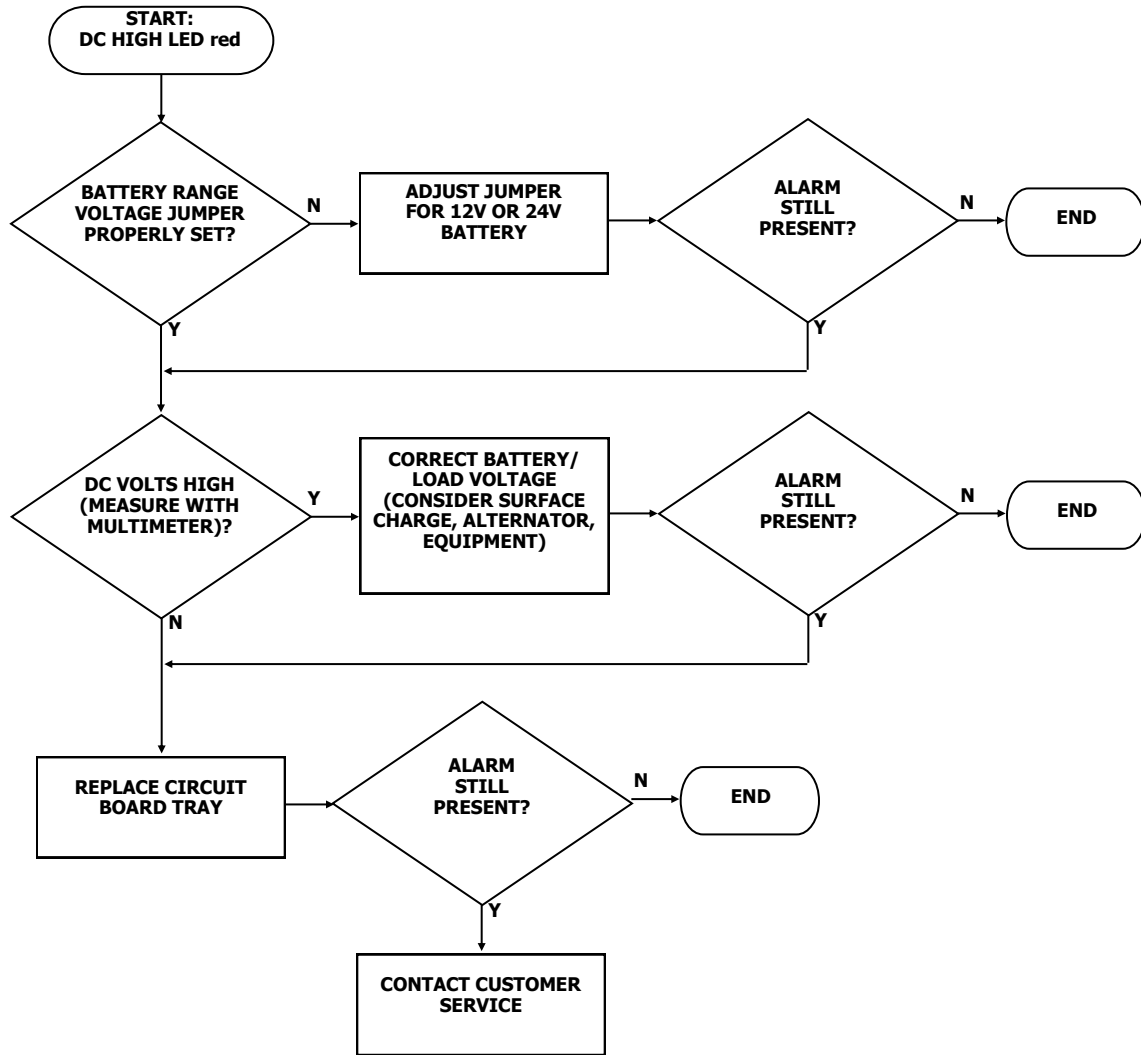 START:
DC HIGH LED red
BATTERY RANGE
VOLTAGE JUMPER
PROPERLY SET?
N
ADJUST JUMPER
FOR 12V OR 24V
BATTERY
ALARM
STILL
PRESENT?
N
END
Y
Y
DC VOLTS HIGH
(MEASURE WITH
MULTIMETER)?
Y
CORRECT BATTERY/
LOAD VOLTAGE
(CONSIDER SURFACE
CHARGE, ALTERNATOR,
EQUIPMENT)
ALARM
STILL
PRESENT?
N
END
N
Y
REPLACE CIRCUIT
BOARD TRAY
ALARM
STILL
PRESENT?
N
END
Y
CONTACT CUSTOMER
SERVICE